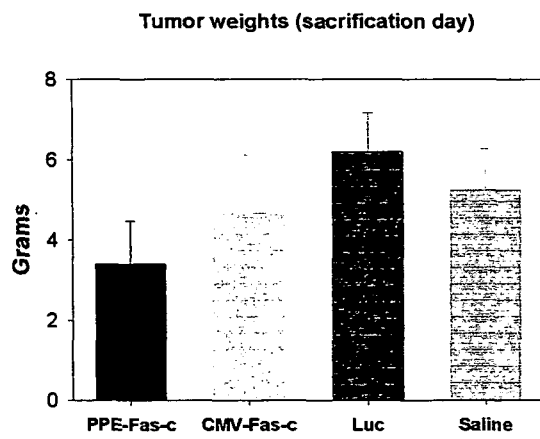 Tumor weights (sacrification day)
8
6
4
2
0
Grams
PPE-Fas-c CMV-Fas-c Luc Saline